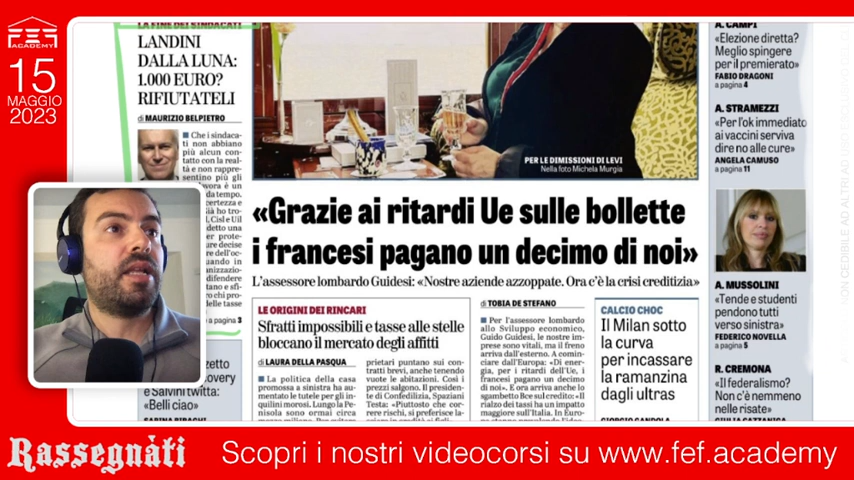 FEF
ACADEMY
15
MAGGIO
2023
LA FINE DEI SINDACATI
LANDINI
DALLA LUNA:
1.000 EURO?
RIFIUTATELI
di MAURIZIO BELPIETRO
Che i sindaca-
ti non abbiano
più alcun con-
tatto con la real-
tà e non rappre-
sentino più gli
a tempo.
a pagina 3
PER LE DIMISSIONI DI LEVI
Nella foto Michela Murgia
«Grazie ai ritardi Ue sulle bollette
i francesi pagano un decimo di noi»
L'assessore lombardo Guidesi: «Nostre aziende azzoppate. Ora c'è la crisi creditizia»
LE ORIGINI DEI RINCARI
Sfratti impossibili e tasse alle stelle
bloccano il mercato degli affitti
di LAURA DELLA PASQUA
La politica della casa
promossa a sinistra ha au-
mentato le tutele per gli in-
quilini morosi. Lungo la Pe-
nisola sono ormai circa
prietari puntano sui con-
tratti brevi, anche tenendo
vuote le abitazioni. Così i
prezzi salgono. Il presiden-
te di Confedilizia, Spaziani
Testa: «Piuttosto che cor-
rere rischi, si preferisce la-
di TOBIA DE STEFANO
Per l'assessore lombardo
allo Sviluppo economico,
Guido Guidesi, le nostre im-
prese sono vitali, ma il freno
arriva dall'esterno. A comin-
ciare dall'Europa: «Di ener-
gia, per i ritardi dell'Ue, i
francesi pagano un decimo di
noi». E ora arriva anche lo
sgambetto Bce sul credito: «Il
rialzo dei tassi ha un impatto
maggiore sull'Italia. In Euro-
CALCIO CHOC
Il Milan sotto
la curva
per incassare
la ramanzina
dagli ultras
GIORGIO GANDOLA
A. CAMPI
«Elezione diretta?
Meglio spingere
per il premierato»
FABIO DRAGONI
a pagina 4
A. STRAMEZZI
«Per l'ok immediato
ai vaccini serviva
dire no alle cure»
ANGELA CAMUSO
a pagina 11
A. MUSSOLINI
«Tende e studenti
pendono tutti
verso sinistra»
FEDERICO NOVELLA
a pagina 5
R. CREMONA
«Il federalismo?
Non c'è nemmeno
nelle risate»
GIULIA CAZZANIGA
e Salvini twitta:
«Belli ciao»
Rassegnàti
Scopri i nostri videocorsi su www.fef.academy